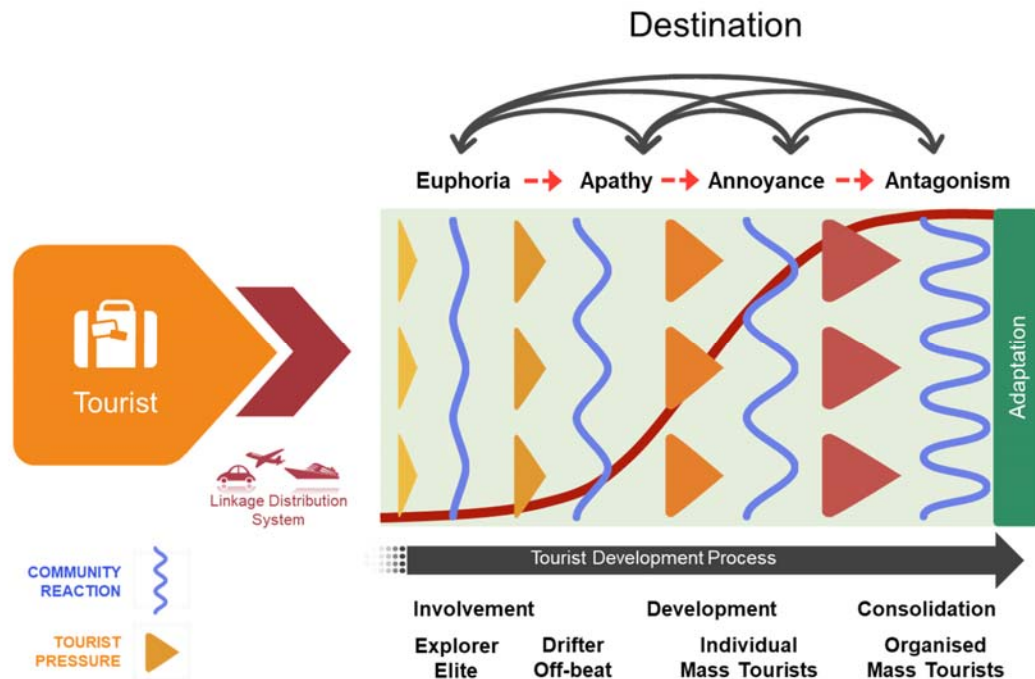 Destination
Euphoria Apathy Annoyance Antagonism
Tourist
Adaptation
Linkage Distribution
System
Tourist Development Process
COMMUNITY
REACTION
TOURIST
PRESSURE
Involvement Development Consolidation
Explorer
Elite
Drifter
Off-beat
Individual
Mass Tourists
Organised
Mass Tourists